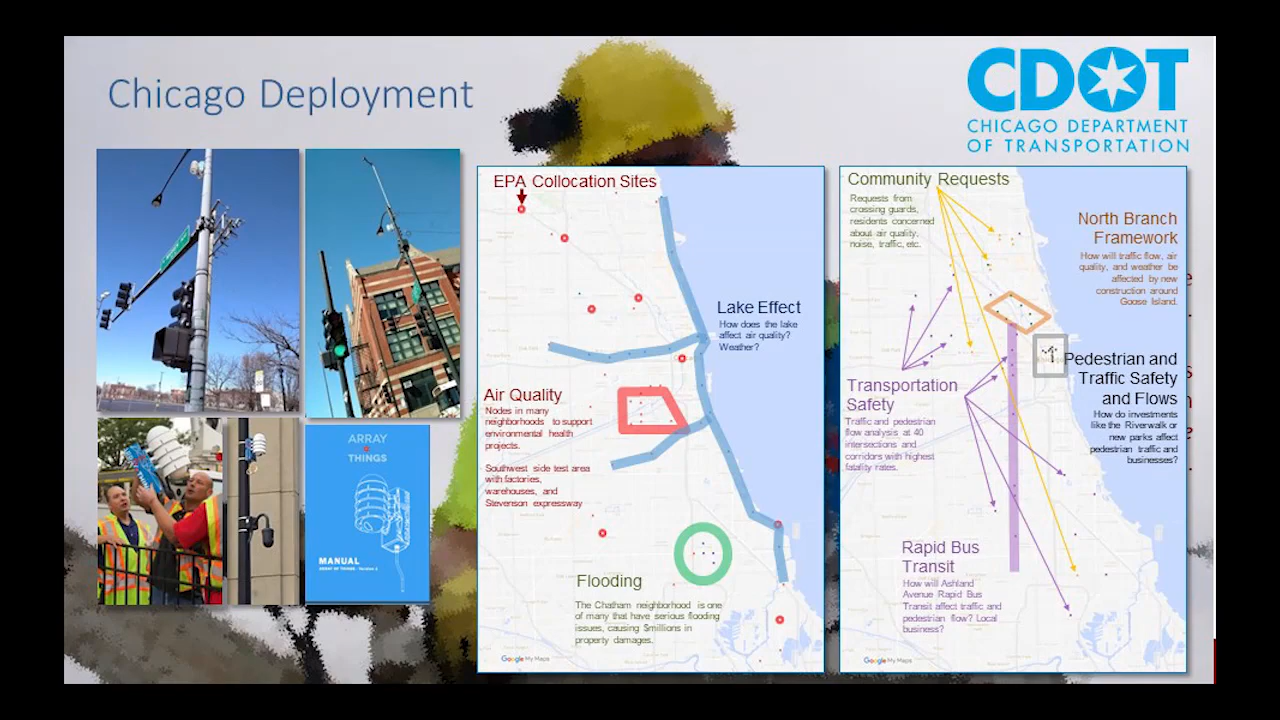 Chicago Deployment
CDOT
CHICAGO DEPARTMENT
OF TRANSPORTATION
ARRAY
THINGS
MANUAL
EPA Collocation Sites
Lake Effect
How does the lake
affect air quality?
Weather?
Air Quality
Nodes in many
neighborhoods to support
environmental health
projects.
Southwest side test area
with factories,
warehouses, and
Stevenson expressway
Flooding
The Chatham neighborhood is one
of many that have serious flooding
issues, causing $millions in
property damages.
Google My Maps
Community Requests
Requests from
crossing guards,
residents concerned
about air quality,
noise, traffic, etc.
North Branch
Framework
How will traffic flow, air
quality, and weather be
affected by new
construction around
Goose Island.
Pedestrian and
Traffic Safety
and Flows
How do investments
like the Riverwalk or
new parks affect
pedestrian traffic and
businesses?
Transportation
Safety
Traffic and pedestrian
flow analysis at 40
intersections and
corridors with highest
fatality rates.
Rapid Bus
Transit
How will Ashland
Avenue Rapid Bus
Transit affect traffic and
pedestrian flow? Local
business?
Google My Maps